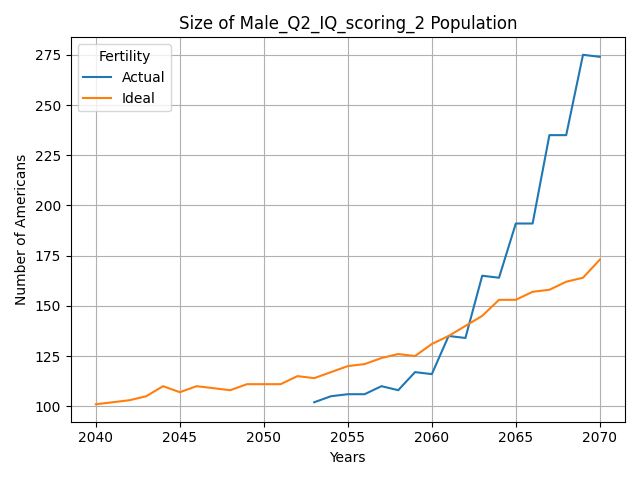 Size of Male_Q2_IQ_scoring_2 Population
Fertility
Actual
Ideal
Number of Americans
275
250
225
200
175
150
125
100
2040 2045 2050 2055 2060 2065 2070
Years